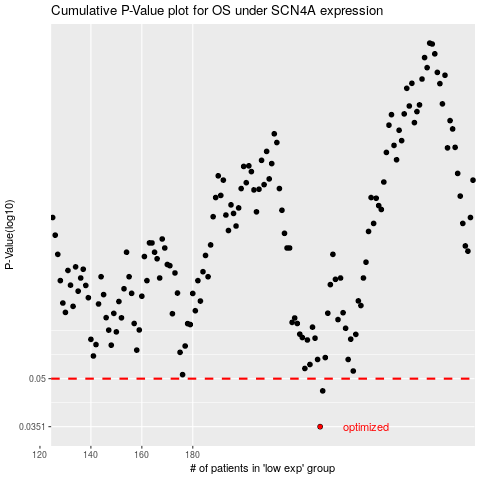 Cumulative P-Value plot for OS under SCN4A expression
P-Value(log10)
0.05
0.0351
optimized
120
140
160
180
# of patients in 'low exp' group